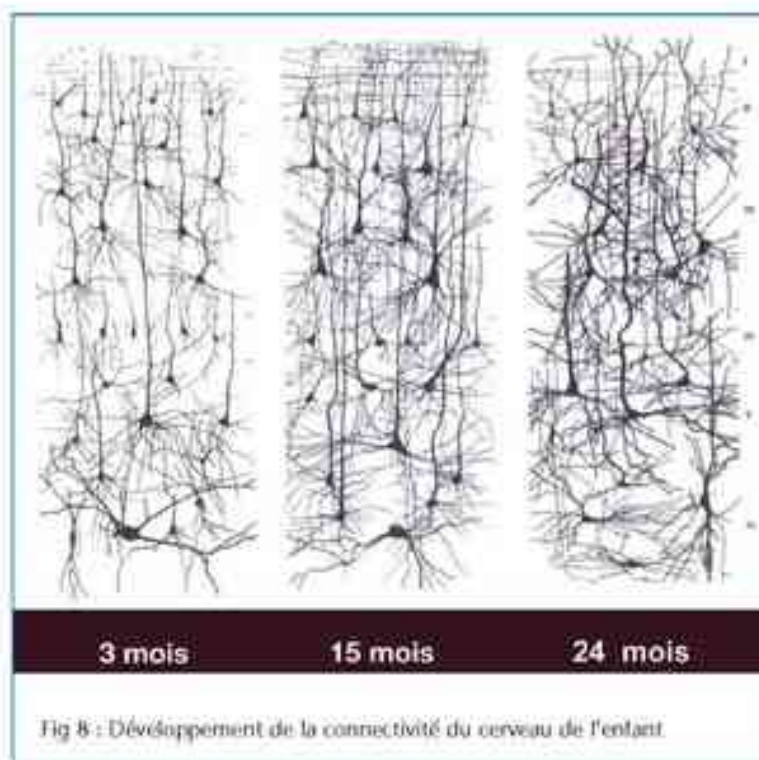 3 mois
15 mois
24 mois
Fig 8 : Développement de la connectivité du cerveau de l'enfant